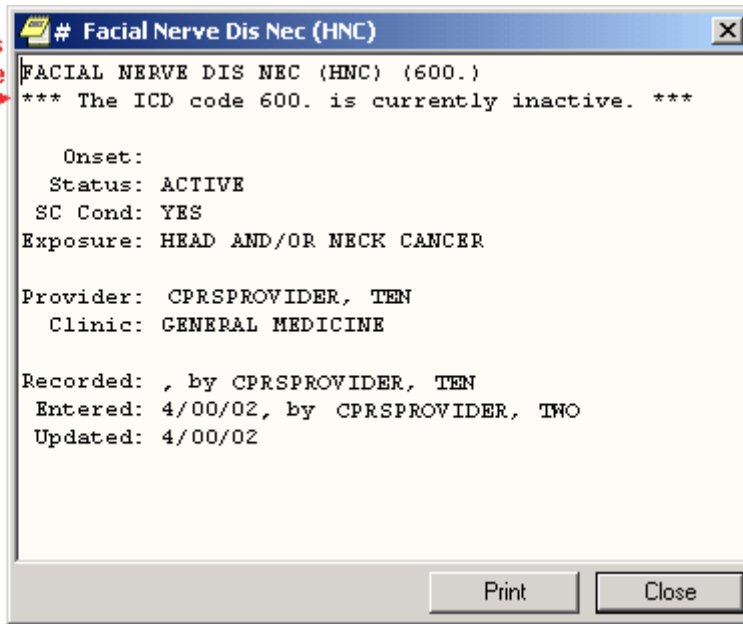 # Facial Nerve Dis Nec (HNC)
FACIAL NERVE DIS NEC (HNC) (600.)
*** The ICD code 600. is currently inactive. ***
Onset:
Status: ACTIVE
SC Cond: YES
Exposure: HEAD AND/OR NECK CANCER
Provider: CPRSPROVIDER, TEN
Clinic: GENERAL MEDICINE
Recorded: , by CPRSPROVIDER, TEN
Entered: 4/00/02, by CPRSPROVIDER, TWO
Updated: 4/00/02
Print Close